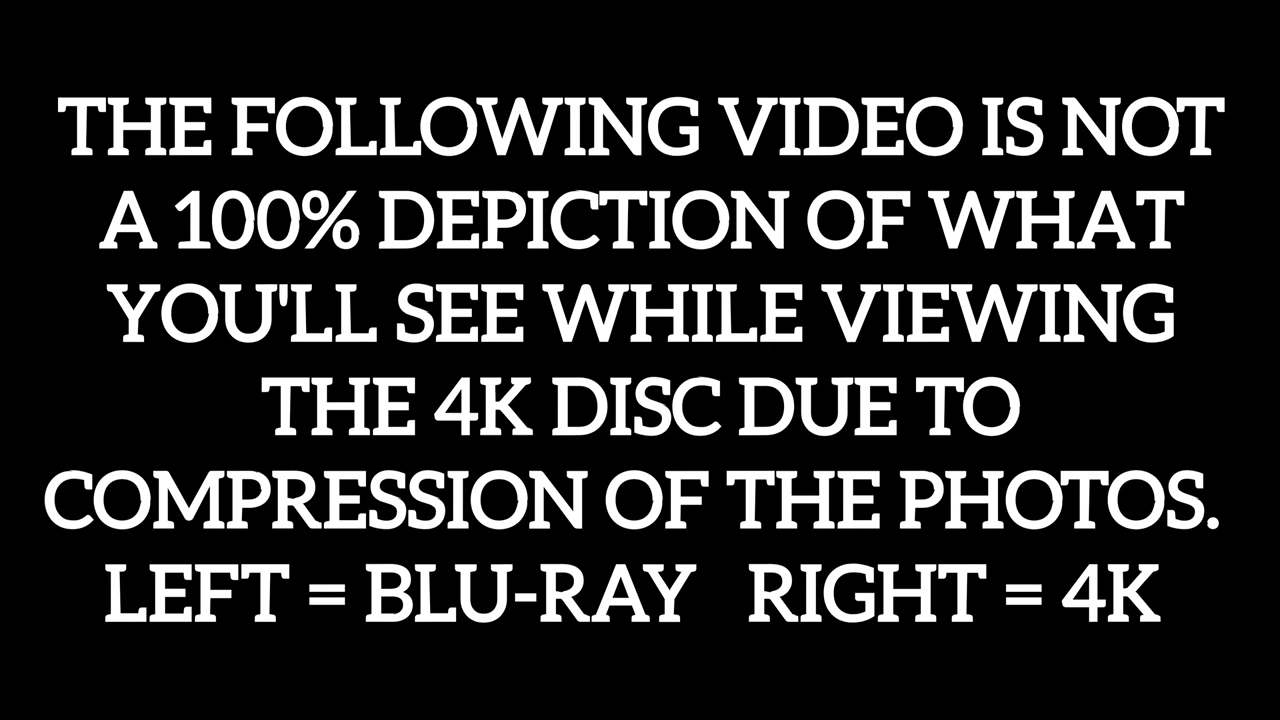 THE FOLLOWING VIDEO IS NOT
A 100% DEPICTION OF WHAT
YOU'LL SEE WHILE VIEWING
THE 4K DISC DUE TO
COMPRESSION OF THE PHOTOS.
LEFT = BLU-RAY   RIGHT = 4K